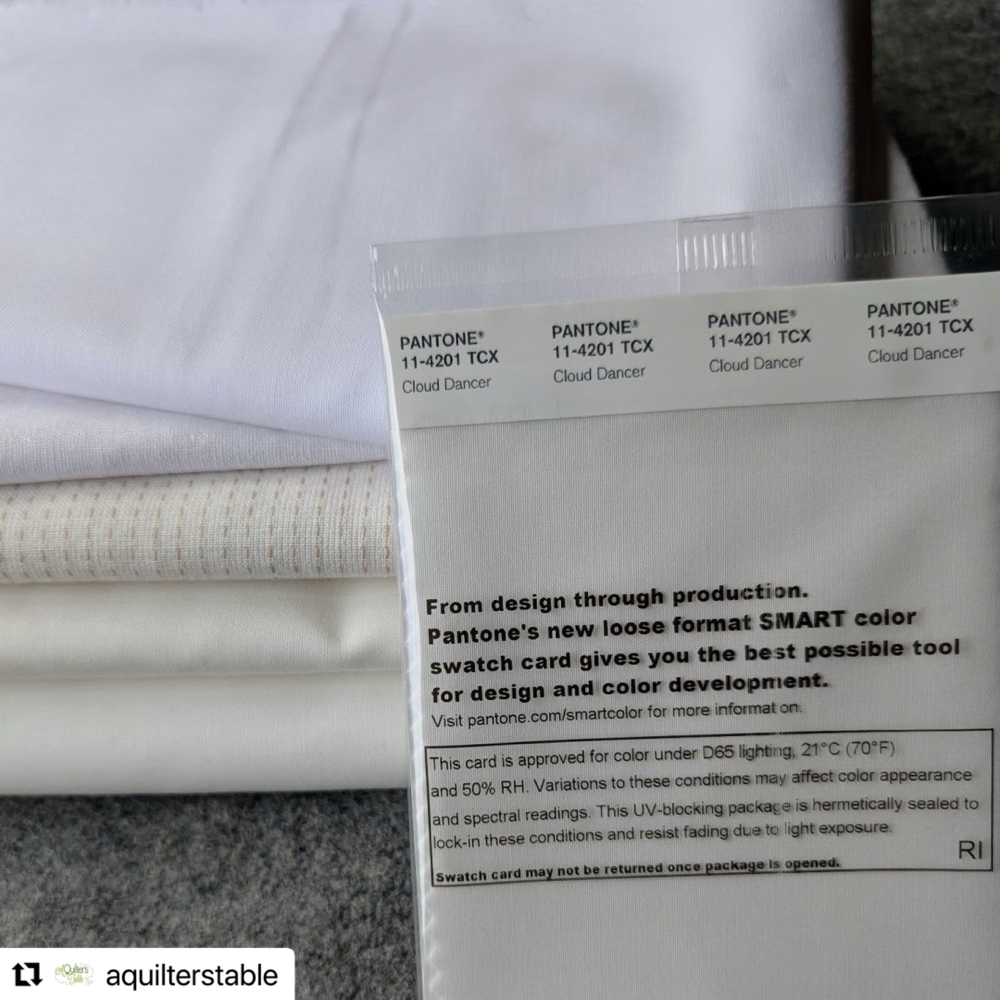 PANTONE®
11-4201 TCX
Cloud Dancer
PANTONE®
11-4201 TCX
Cloud Dancer
PANTONE®
11-4201 TCX
Cloud Dancer
PANTONE®
11-4201 TCX
Cloud Dancer
From design through production.
Pantone's new loose format SMART color
swatch card gives you the best possible tool
for design and color development.
Visit pantone.com/smartcolor for more information.
This card is approved for color under D65 lighting, 21°C (70°F)
and 50% RH. Variations to these conditions may affect color appearance
and spectral readings. This UV-blocking package is hermetically sealed to
lock-in these conditions and resist fading due to light exposure.
RI
Swatch card may not be returned once package is opened.
Quilter's
Table
aquilterstable